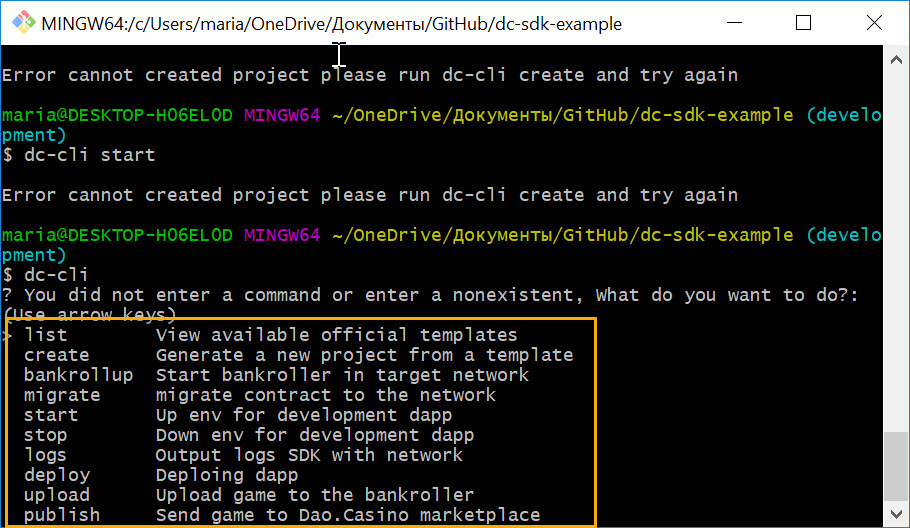 MINGW64:/c/Users/maria/OneDrive/Документы/GitHub/dc-sdk-example
Error cannot created project please run dc-cli create and try again
maria@DESKTOP-H06EL0D MINGW64 ~/OneDrive/Документы/GitHub/dc-sdk-example (develo
pment)
$ dc-cli start
Error cannot created project please run dc-cli create and try again
maria@DESKTOP-H06EL0D MINGW64 ~/OneDrive/Документы/GitHub/dc-sdk-example (develo
pment)
$ dc-cli
? You did not enter a command or enter a nonexistent, What do you want to do?:
(Use arrow keys)
> list        View available official templates
  create      Generate a new project from a template
  bankrollup  Start bankroller in target network
  migrate     migrate contract to the network
  start       Up env for development dapp
  stop        Down env for development dapp
  logs        Output logs SDK with network
  deploy      Deploing dapp
  upload      Upload game to the bankroller
  publish     Send game to Dao.Casino marketplace